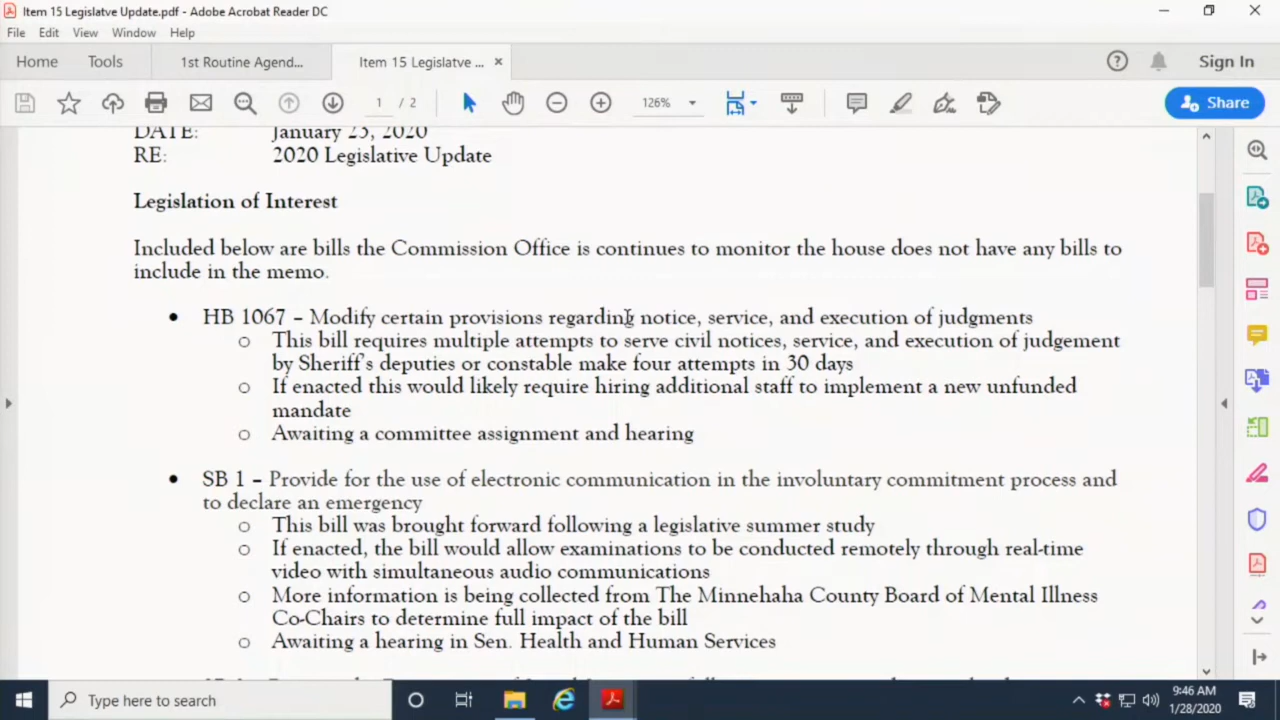 Item 15 Legislatve Update.pdf - Adobe Acrobat Reader DC
File Edit View Window Help
Home Tools 1st Routine Agend... Item 15 Legislatve ... × Sign In
1 / 2 126% Share
DATE: January 23, 2020
RE: 2020 Legislative Update
Legislation of Interest
Included below are bills the Commission Office is continues to monitor the house does not have any bills to
include in the memo.
• HB 1067 – Modify certain provisions regarding notice, service, and execution of judgments
o This bill requires multiple attempts to serve civil notices, service, and execution of judgement
by Sheriff's deputies or constable make four attempts in 30 days
o If enacted this would likely require hiring additional staff to implement a new unfunded
mandate
o Awaiting a committee assignment and hearing
• SB 1 – Provide for the use of electronic communication in the involuntary commitment process and
to declare an emergency
o This bill was brought forward following a legislative summer study
o If enacted, the bill would allow examinations to be conducted remotely through real-time
video with simultaneous audio communications
o More information is being collected from The Minnehaha County Board of Mental Illness
Co-Chairs to determine full impact of the bill
o Awaiting a hearing in Sen. Health and Human Services
Type here to search
9:46 AM
1/28/2020